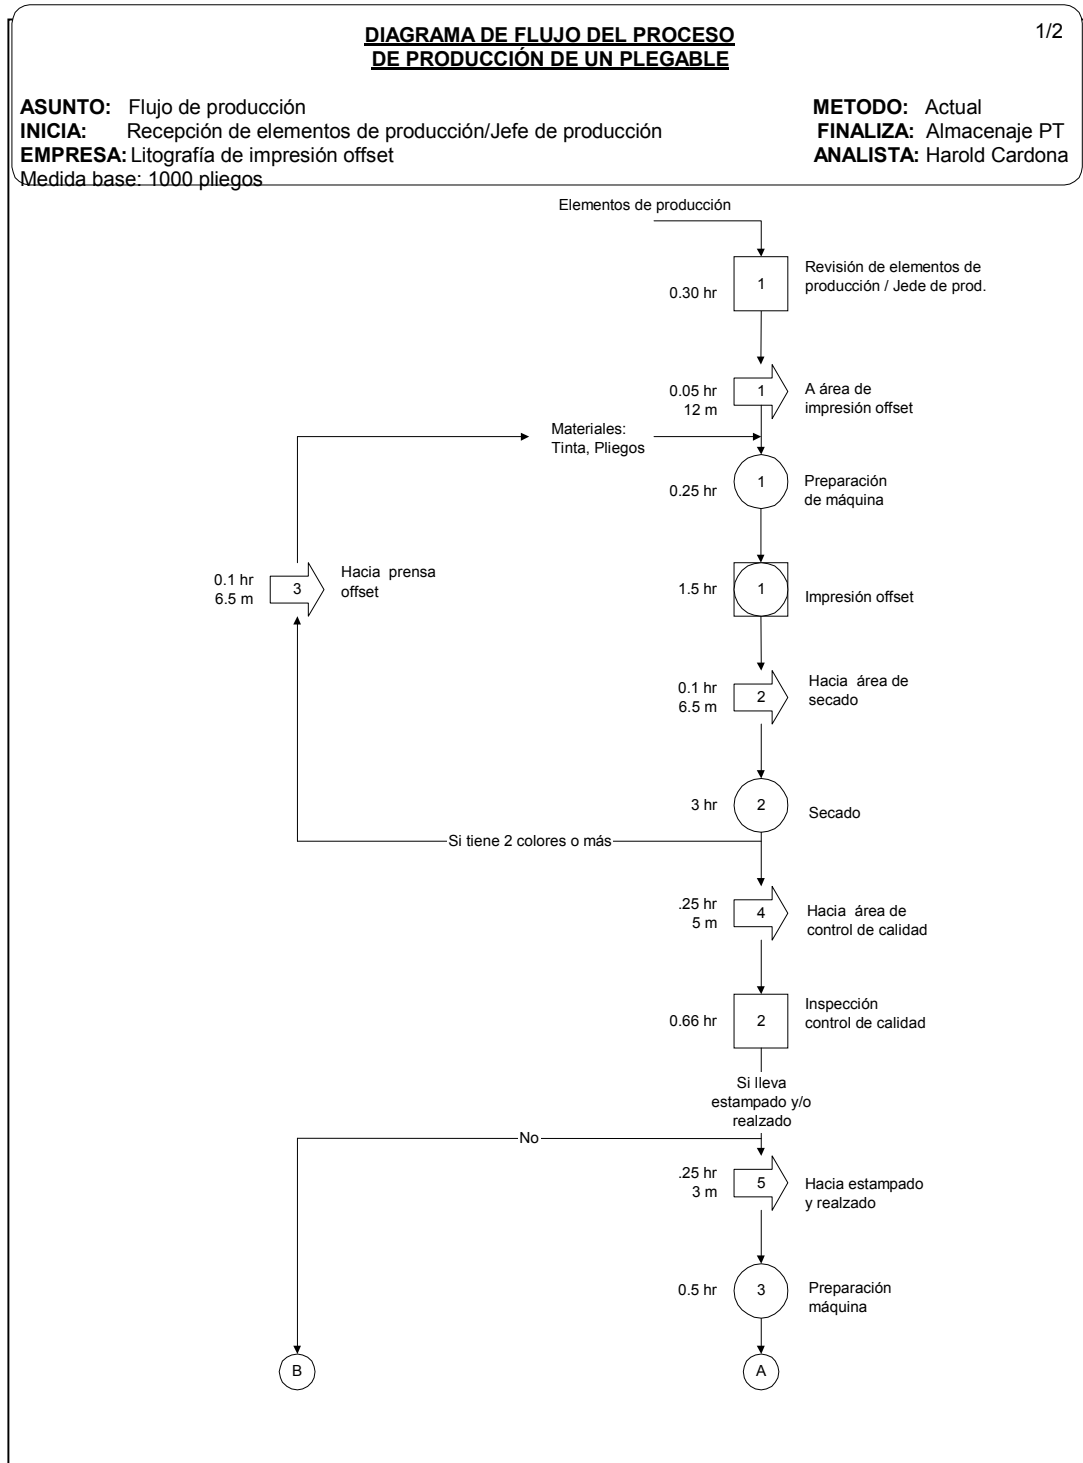 DIAGRAMA DE FLUJO DEL PROCESO
DE PRODUCCIÓN DE UN PLEGABLE
1/2
ASUNTO: Flujo de producción
METODO: Actual
INICIA: Recepción de elementos de producción/Jefe de producción
FINALIZA: Almacenaje PT
EMPRESA: Litografía de impresión offset
ANALISTA: Harold Cardona
Medida base: 1000 pliegos
Elementos de producción
0.30 hr
1
Revisión de elementos de
producción / Jede de prod.
0.05 hr
12 m
1
A área de
impresión offset
Materiales:
Tinta, Pliegos
0.25 hr
1
Preparación
de máquina
0.1 hr
6.5 m
3
Hacia prensa
offset
1.5 hr
1
Impresión offset
0.1 hr
6.5 m
2
Hacia área de
secado
3 hr
2
Secado
Si tiene 2 colores o más
.25 hr
5 m
4
Hacia área de
control de calidad
0.66 hr
2
Inspección
control de calidad
Si lleva
estampado y/o
realzado
No
.25 hr
3 m
5
Hacia estampado
y realzado
0.5 hr
3
Preparación
máquina
B
A